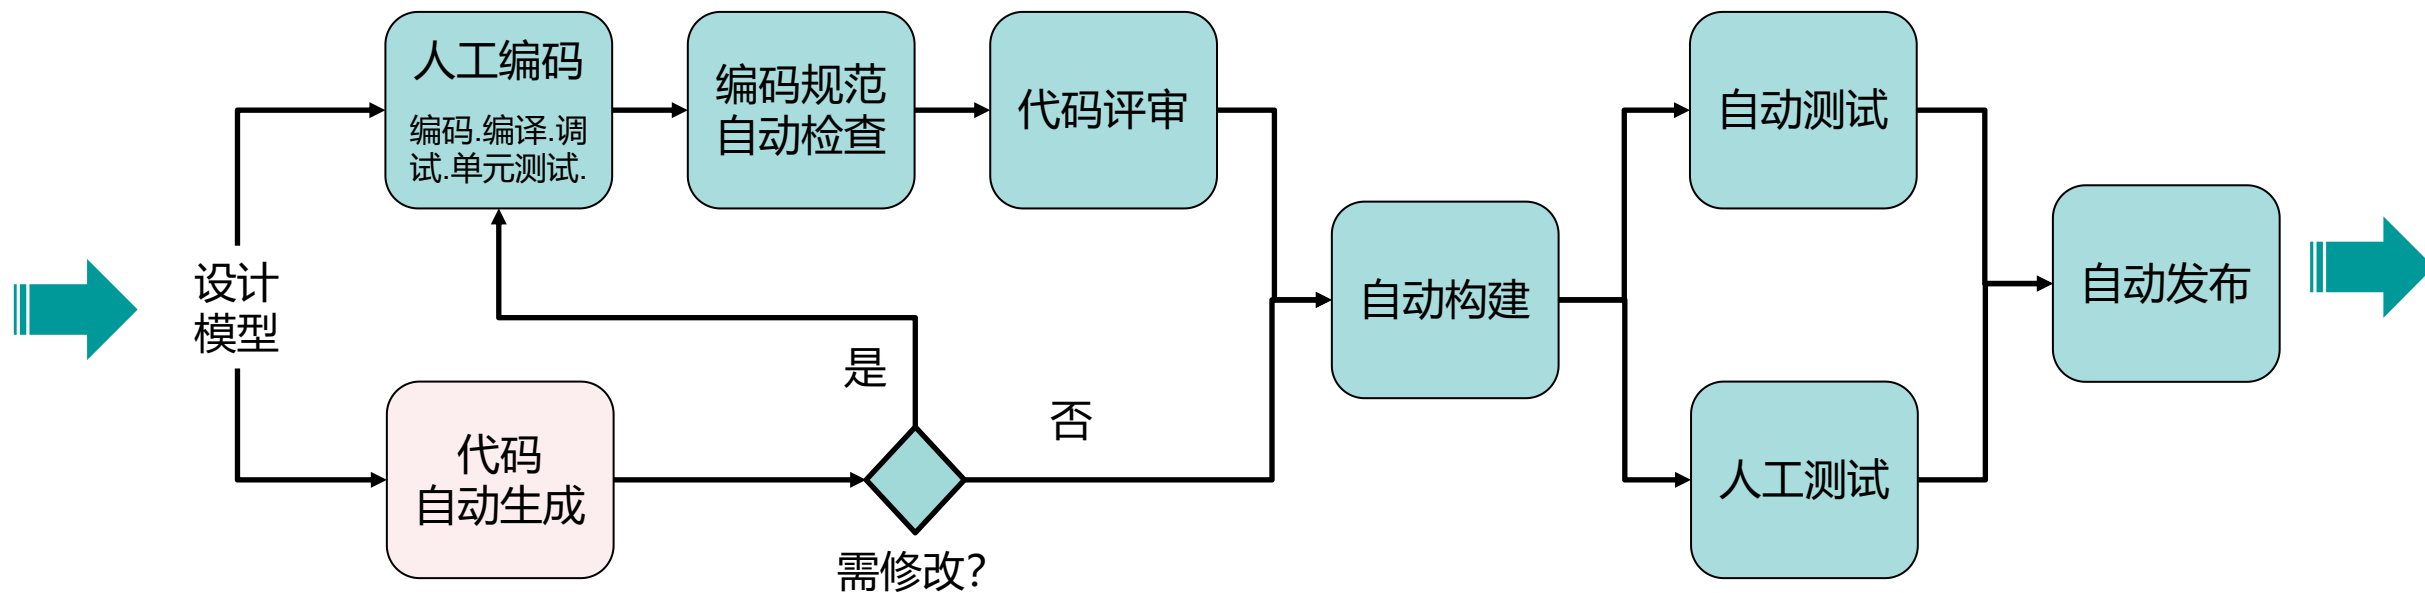 设计
模型
人工编码
编码.编译.调
试.单元测试.
编码规范
自动检查
代码评审
代码
自动生成
是
否
需修改?
自动构建
自动测试
人工测试
自动发布